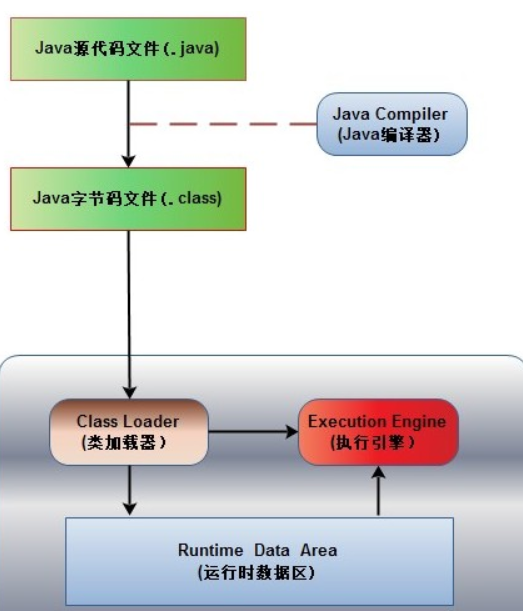 Java源代码文件(.java)
Java Compiler
(Java编译器)
Java字节码文件(.class)
Class Loader
(类加载器)
Execution Engine
(执行引擎)
Runtime Data Area
(运行时数据区)